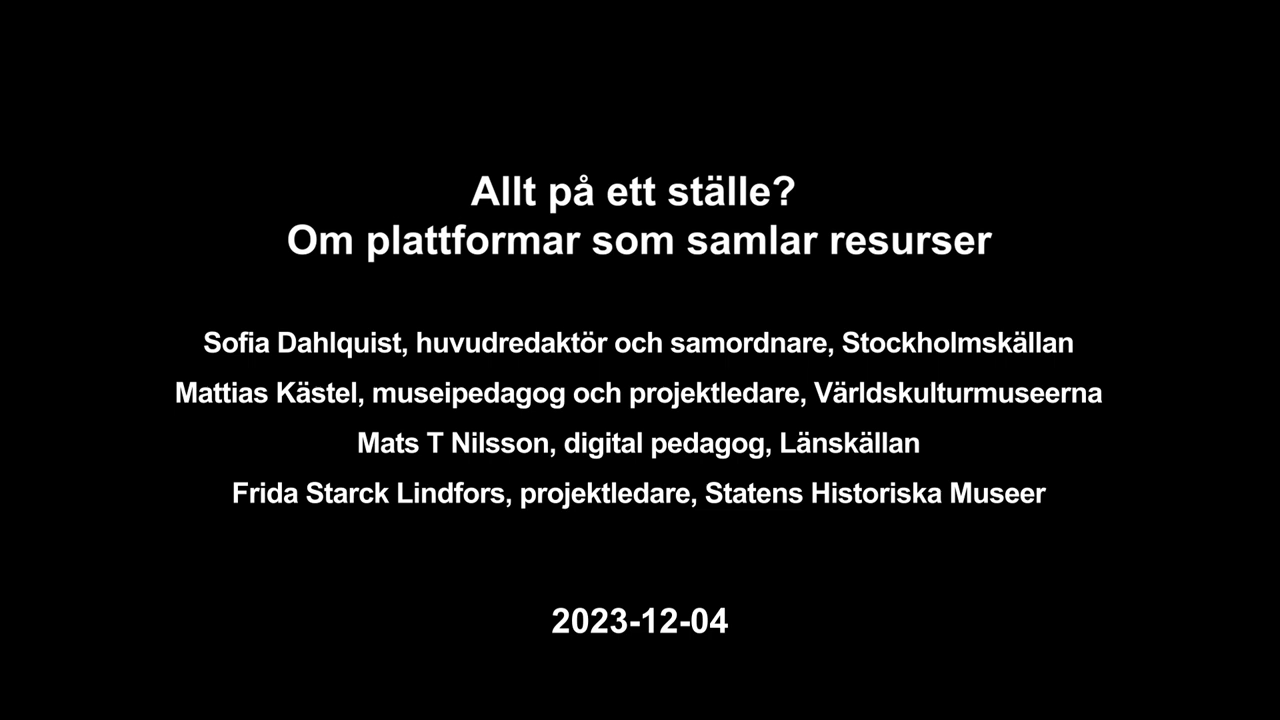 Allt på ett ställe?
Om plattformar som samlar resurser
Sofia Dahlquist, huvudredaktör och samordnare, Stockholmskällan
Mattias Kästel, museipedagog och projektledare, Världskulturmuseerna
Mats T Nilsson, digital pedagog, Länskällan
Frida Starck Lindfors, projektledare, Statens Historiska Museer
2023-12-04